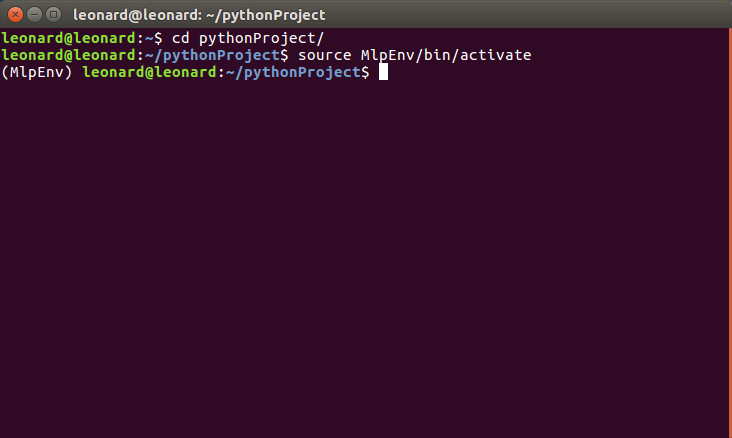 leonard@leonard: ~/pythonProject
leonard@leonard:~$ cd pythonProject/
leonard@leonard:~/pythonProject$ source MlpEnv/bin/activate
(MlpEnv) leonard@leonard:~/pythonProject$